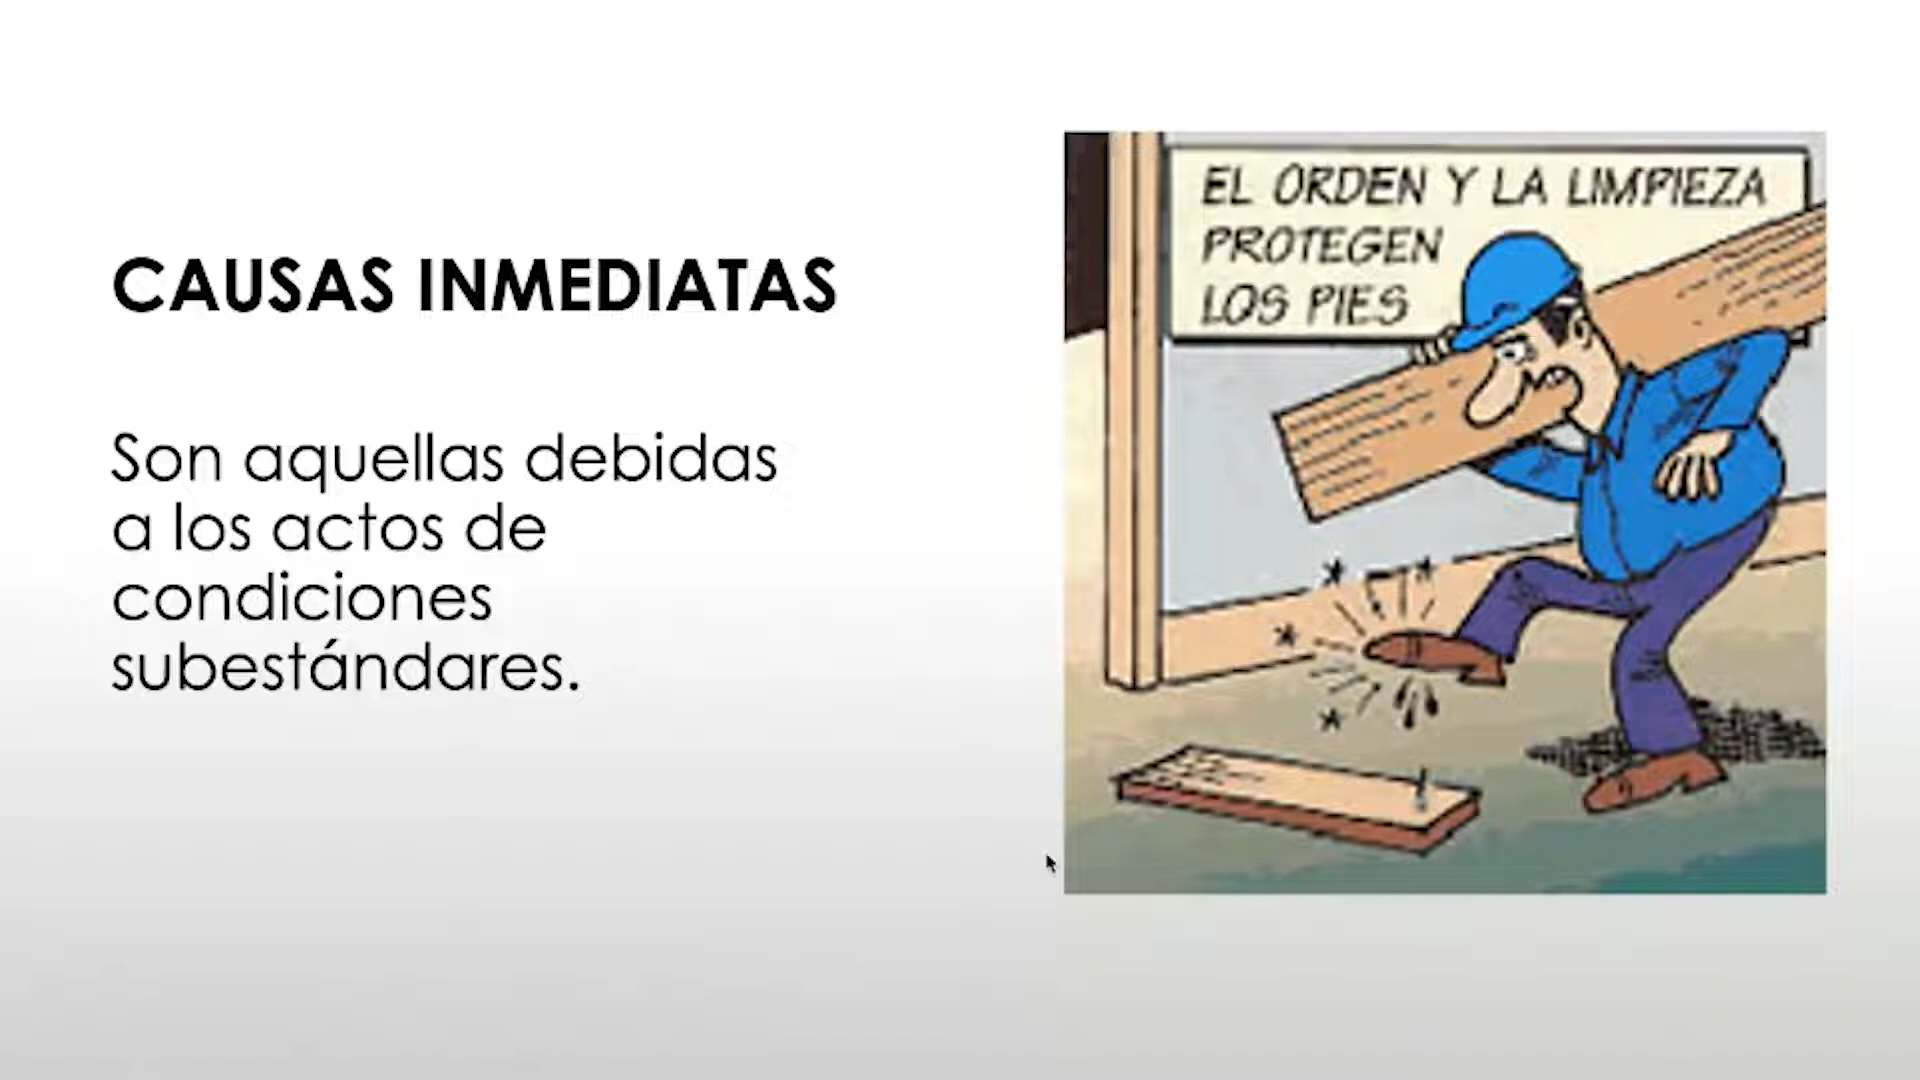 CAUSAS INMEDIATAS
Son aquellas debidas
a los actos de
condiciones
subestándares.
EL ORDEN Y LA LIMPIEZA
PROTEGEN
LOS PIES